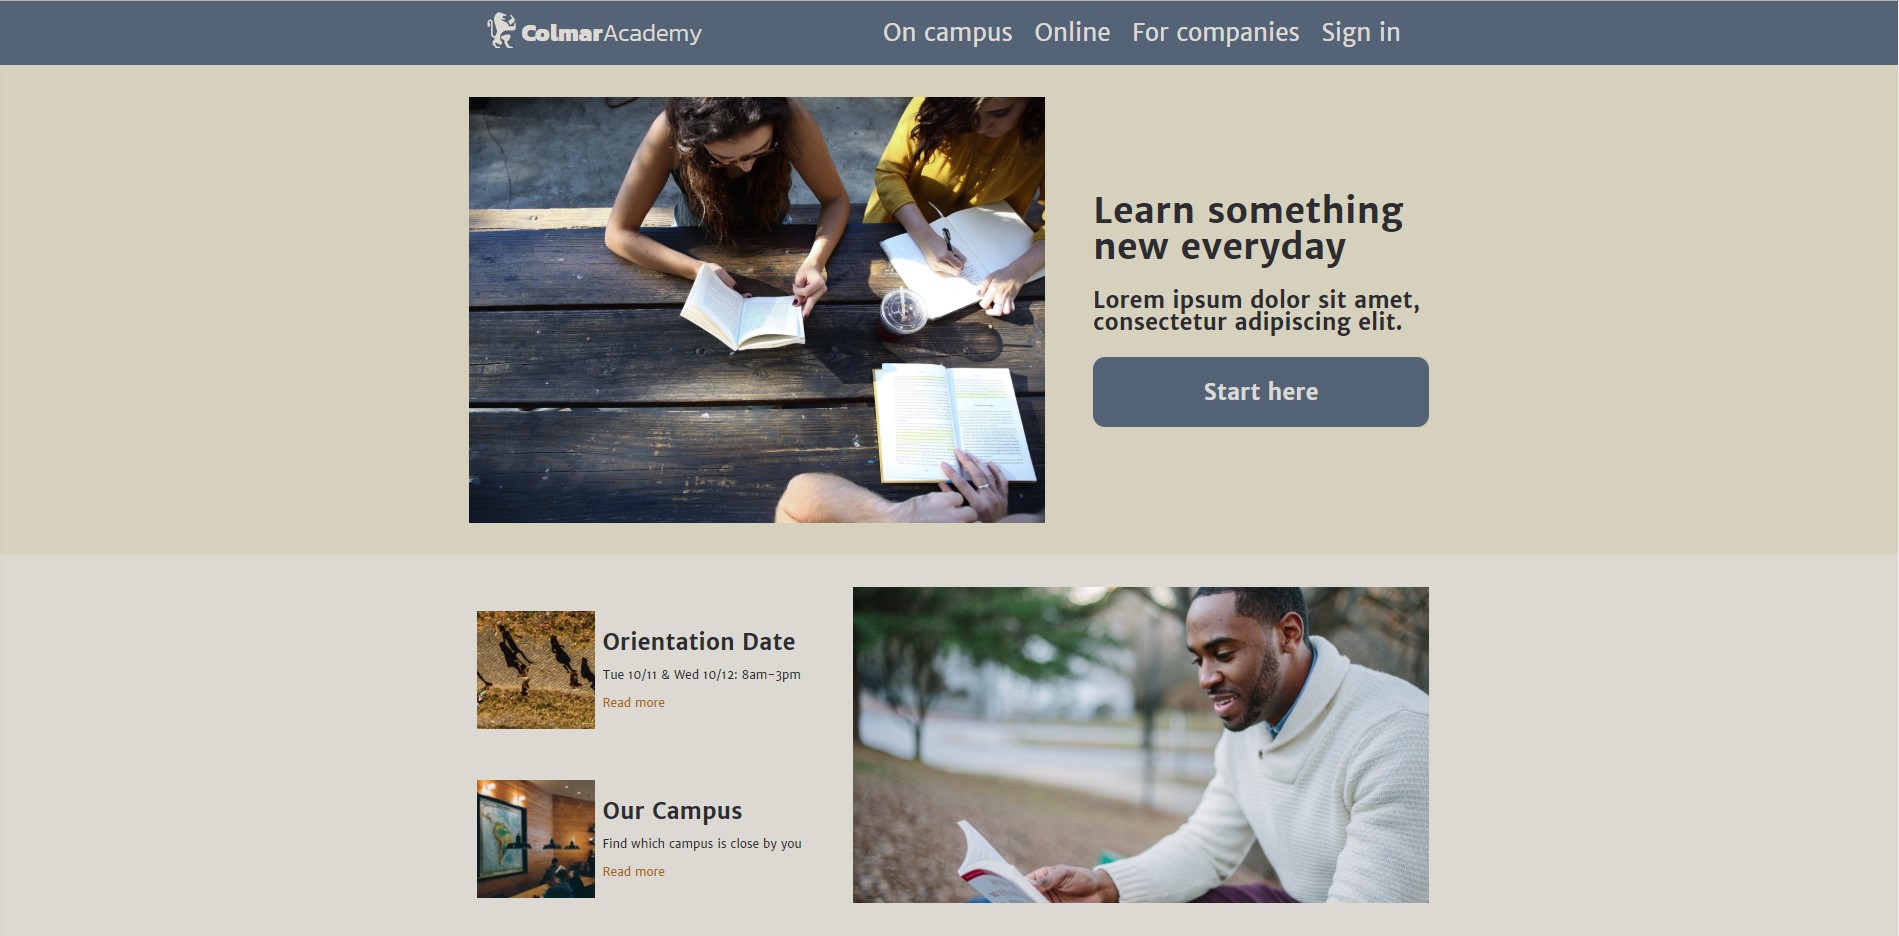 ColmarAcademy
On campus Online For companies Sign in
Learn something
new everyday
Lorem ipsum dolor sit amet,
consectetur adipiscing elit.
Start here
Orientation Date
Tue 10/11 & Wed 10/12: 8am-3pm
Read more
Our Campus
Find which campus is close by you
Read more